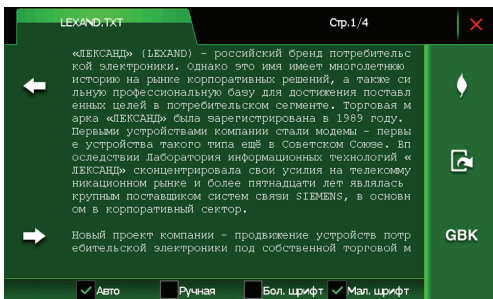 LEXAND.TXT
Стр.1/4
«ЛЕКСАНД» (LEXAND) – российский бренд потребительс
кой электроники. Однако это имя имеет многолетнюю
историю на рынке корпоративных решений, а также си
льную профессиональную базу для достижения поставл
енных целей в потребительском сегменте. Торговая м
арка «ЛЕКСАНД» была зарегистрирована в 1989 году.
Первыми устройствами компании стали модемы – первы
е устройства такого типа ещё в Советском Союзе. Вп
оследствии Лаборатория информационных технологий «
ЛЕКСАНД» сконцентрировала свои усилия на телекомму
никационном рынке и более пятнадцати лет являлась
крупным поставщиком систем связи SIEMENS, в основн
ом в корпоративный сектор.
Новый проект компании – продвижение устройств потр
ебительской электроники под собственной торговой м
GBK
Авто
Ручная
Бол. шрифт
Мал. шрифт